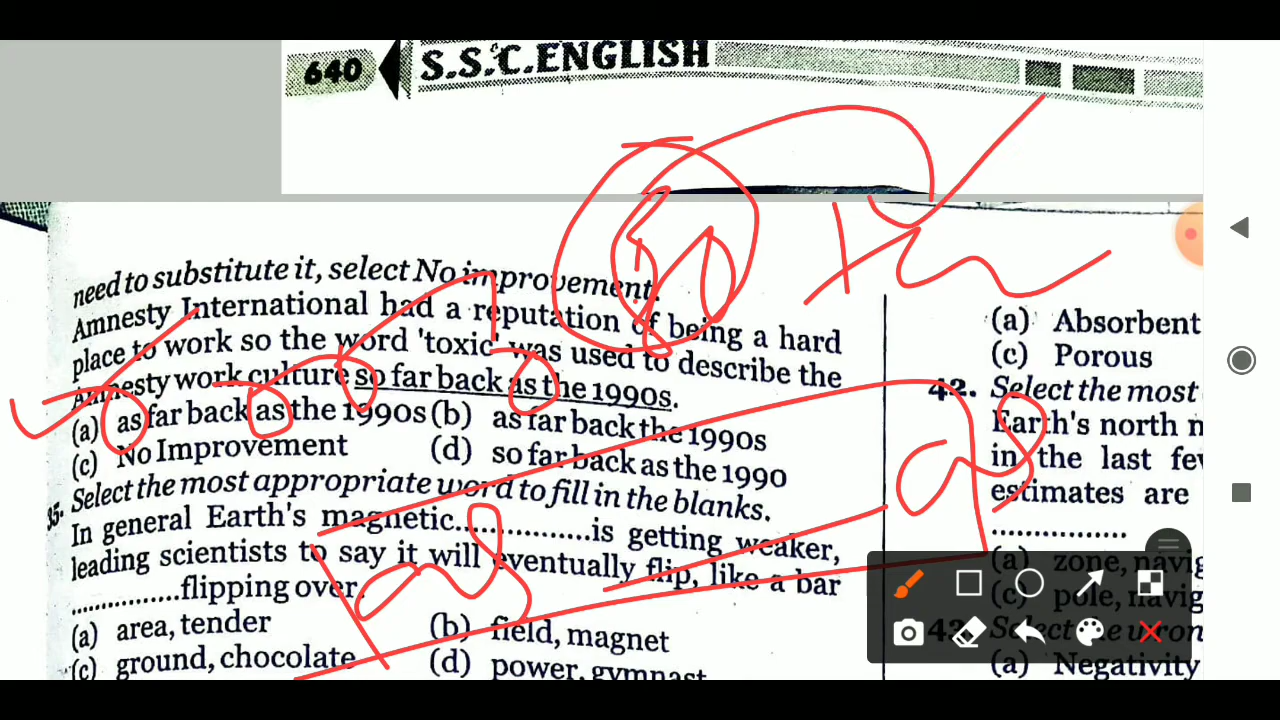 640 S.S.C.ENGLISH
need to substitute it, select No improvement.
Amnesty International had a reputation of being a hard
place to work so the word 'toxic' was used to describe the
Amnesty work culture so far back as the 1990s.
(a) as far back as the 1990s (b) as far back the 1990s
(c) No Improvement (d) so far back as the 1990
35. Select the most appropriate word to fill in the blanks.
In general Earth's magnetic...............is getting weaker,
leading scientists to say it will eventually flip, like a bar
...............flipping over.
(a) area, tender (b) field, magnet
(c) ground, chocolate (d) power, gymnast
(a) Absorbent
(c) Porous
42. Select the most
Earth's north
in the last
estimates are
...............
(a) zone,
(c) pole,
43. Select the
(a) Negativity
so
as
as